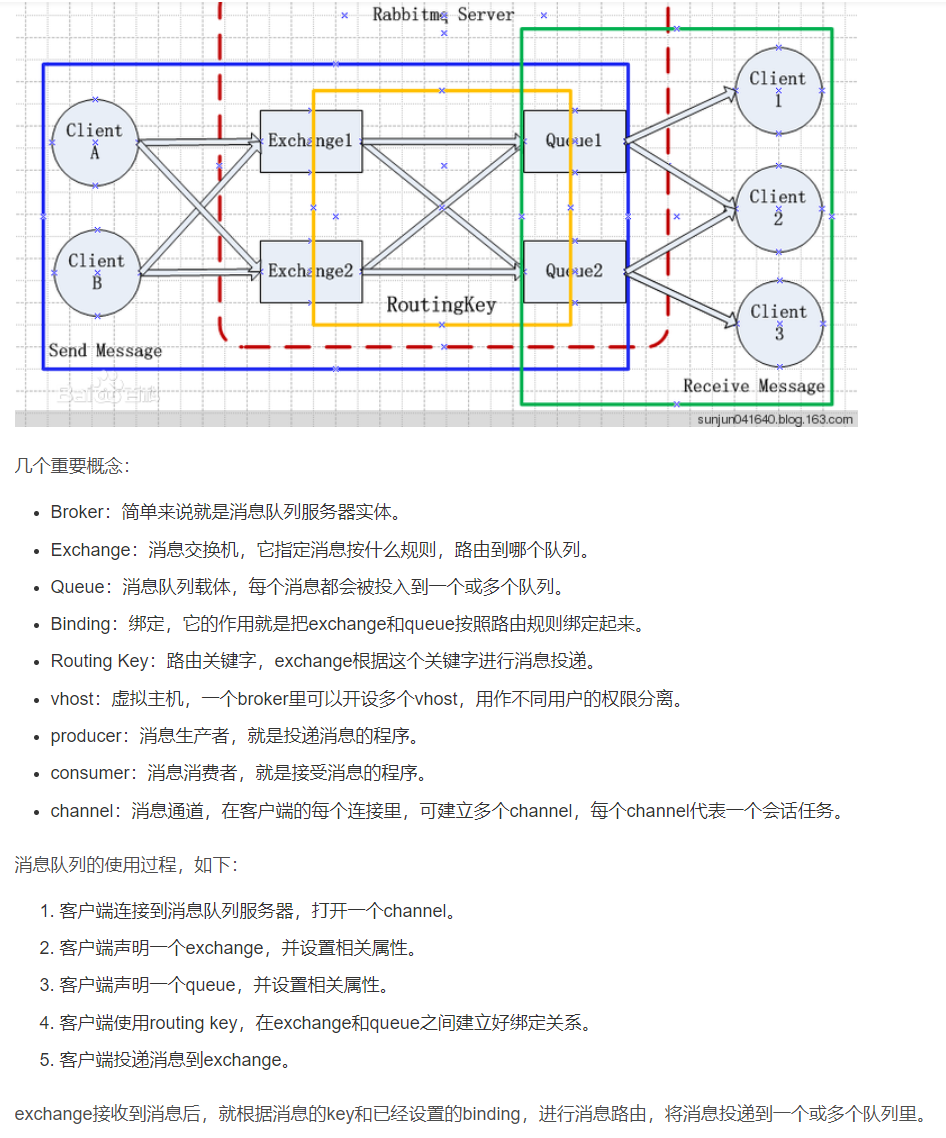 Rabbitmq Server
Client
A
Client
B
Exchange1
Exchange2
Queue1
Queue2
RoutingKey
Client
1
Client
2
Client
3
Send Message
Receive Message
Baidu百科
sunjun041640.blog.163.com
几个重要概念：
• Broker：简单来说就是消息队列服务器实体。
• Exchange：消息交换机，它指定消息按什么规则，路由到哪个队列。
• Queue：消息队列载体，每个消息都会被投入到一个或多个队列。
• Binding：绑定，它的作用就是把exchange和queue按照路由规则绑定起来。
• Routing Key：路由关键字，exchange根据这个关键字进行消息投递。
• vhost：虚拟主机，一个broker里可以开设多个vhost，用作不同用户的权限分离。
• producer：消息生产者，就是投递消息的程序。
• consumer：消息消费者，就是接受消息的程序。
• channel：消息通道，在客户端的每个连接里，可建立多个channel，每个channel代表一个会话任务。
消息队列的使用过程，如下：
1. 客户端连接到消息队列服务器，打开一个channel。
2. 客户端声明一个exchange，并设置相关属性。
3. 客户端声明一个queue，并设置相关属性。
4. 客户端使用routing key，在exchange和queue之间建立好绑定关系。
5. 客户端投递消息到exchange。
exchange接收到消息后，就根据消息的key和已经设置的binding，进行消息路由，将消息投递到一个或多个队列里。